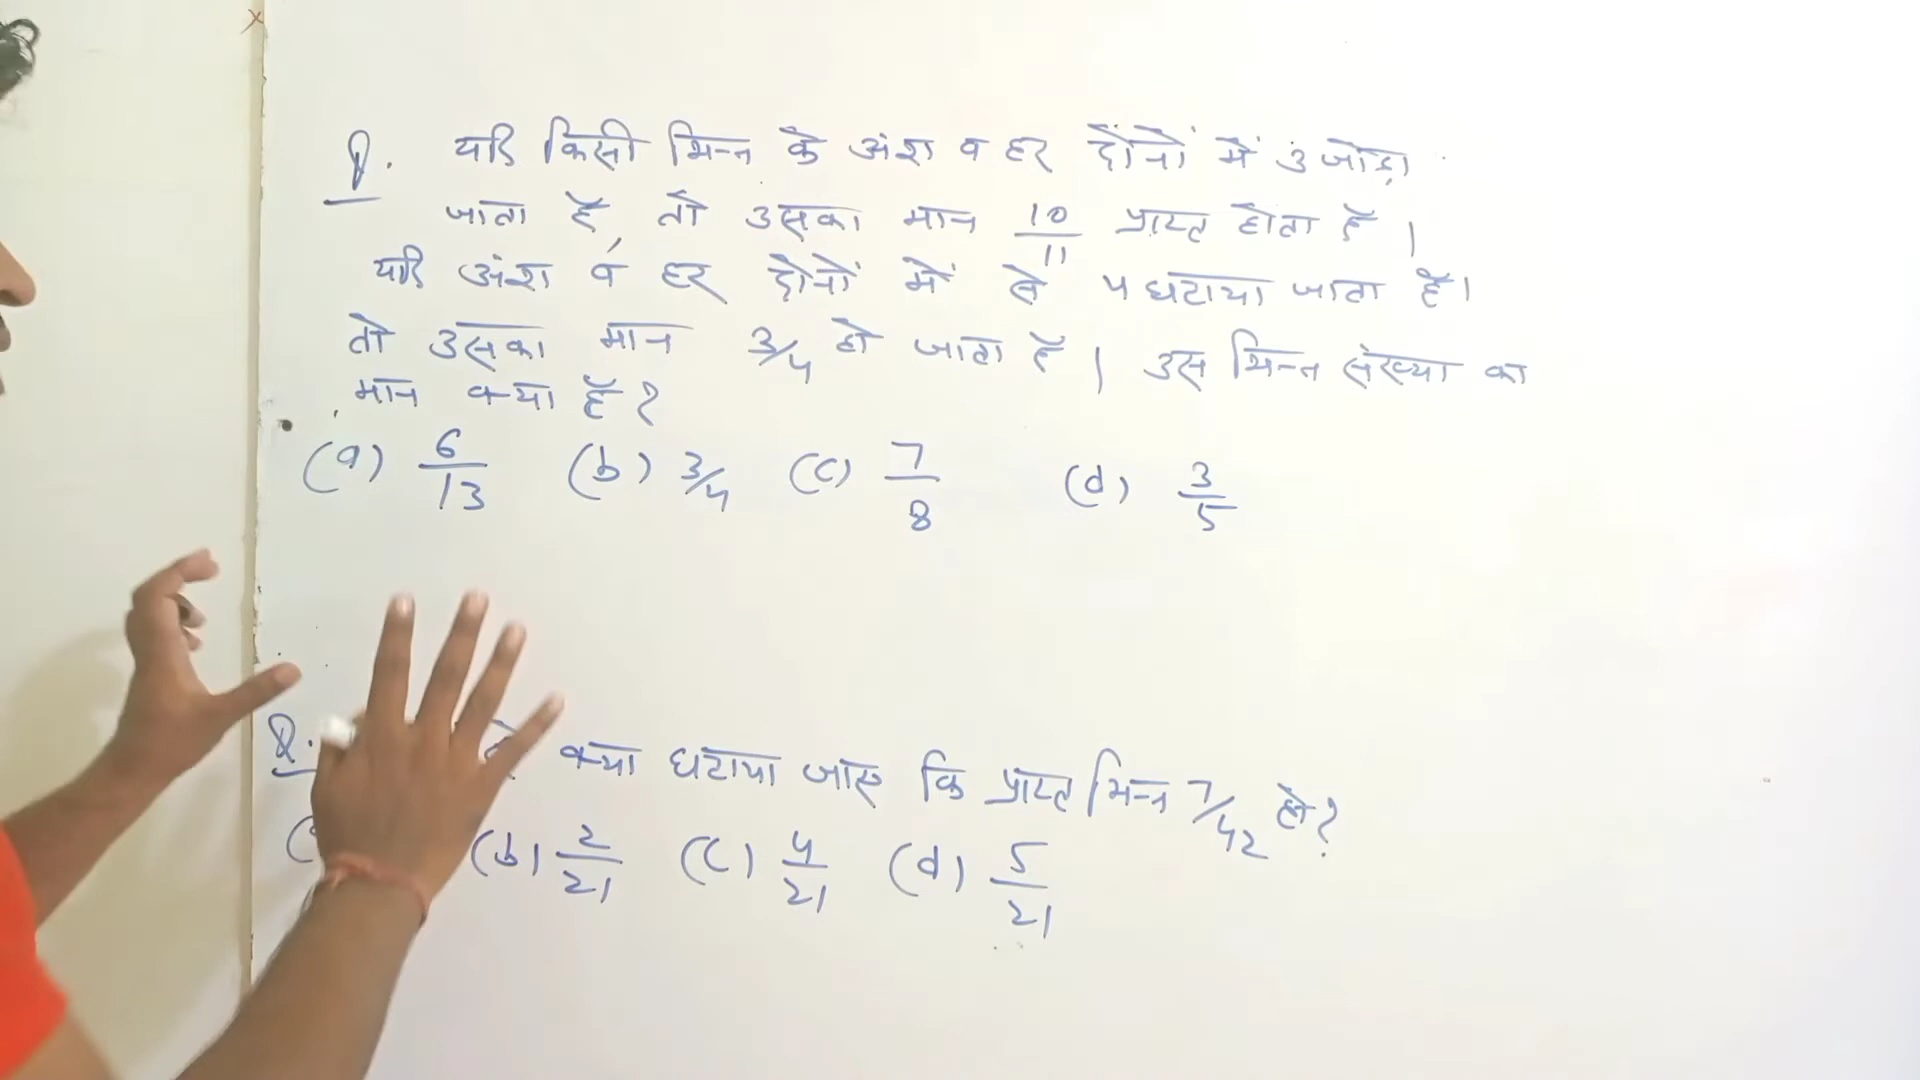 Q. यदि किसी भिन्न के अंश व हर दोनों में 3 जोड़ा
जाता है, तो उसका मान 10/11 प्राप्त होता है |
यदि अंश व हर दोनों में से 4 घटाया जाता है।
तो उसका मान 3/4 हो जाता है | उस भिन्न संख्या का
मान क्या है ?
(a) 6/13 (b) 3/4 (c) 7/8 (d) 3/5
Q. से क्या घटाया जाए कि प्राप्त भिन्न 7/42 हो ?
(b) 2/21 (c) 4/21 (d) 5/21